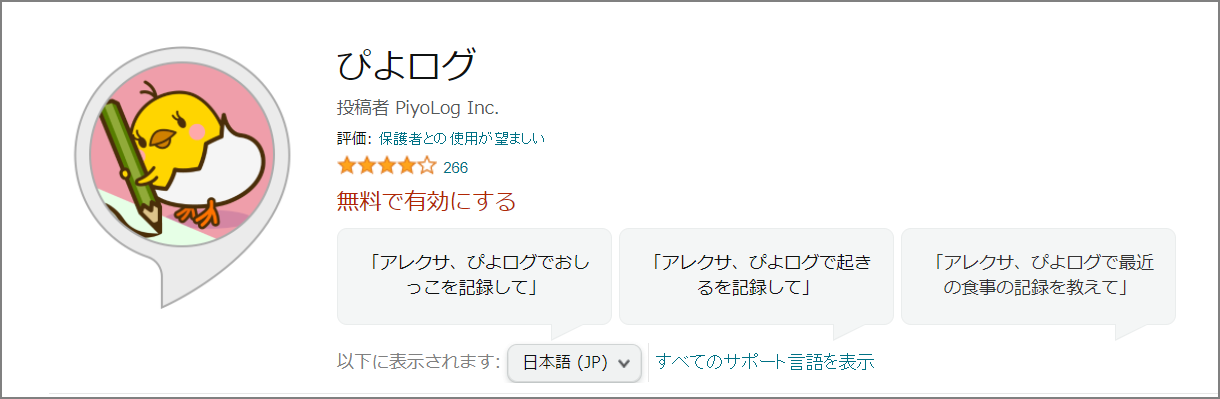 ぴよログ
投稿者 PiyoLog Inc.
評価: 保護者との使用が望ましい
266
無料で有効にする
「アレクサ、ぴよログでおし
っこを記録して」
「アレクサ、ぴよログで起き
るを記録して」
「アレクサ、ぴよログで最近
の食事の記録を教えて」
以下に表示されます: 日本語 (JP) すべてのサポート言語を表示